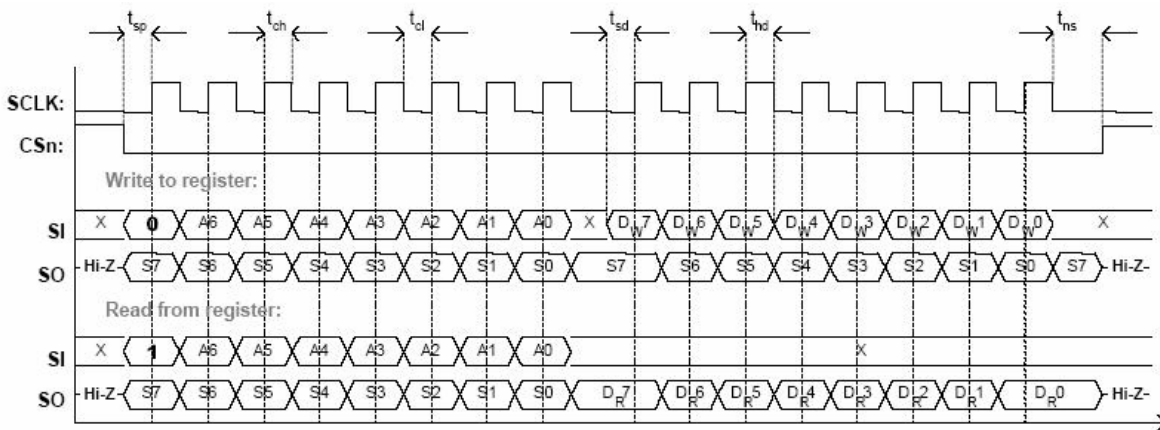 tsp tch tcl tsd thd tns
SCLK:
CSn:
Write to register:
SI X 0 A6 A5 A4 A3 A2 A1 A0 X DW7 DW6 DW5 DW4 DW3 DW2 DW1 DW0 X
SO Hi-Z S7 S6 S5 S4 S3 S2 S1 S0 S7 S6 S5 S4 S3 S2 S1 S0 S7 Hi-Z
Read from register:
SI X 1 A6 A5 A4 A3 A2 A1 A0 X
SO Hi-Z S7 S6 S5 S4 S3 S2 S1 S0 DR7 DR6 DR5 DR4 DR3 DR2 DR1 DR0 Hi-Z